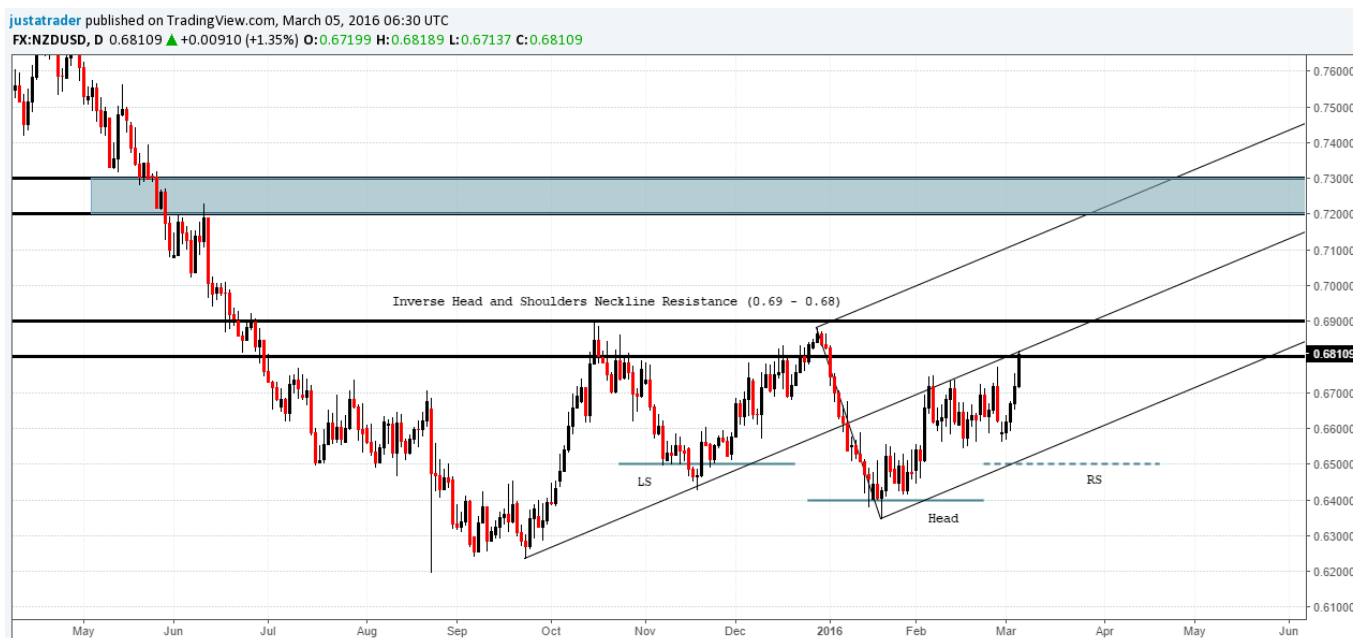 justatrader published on TradingView.com, March 05, 2016 06:30 UTC
FX:NZDUSD, D 0.68109 ▲ +0.00910 (+1.35%) O:0.67199 H:0.68189 L:0.67137 C:0.68109
0.76000
0.75000
0.74000
0.73000
0.72000
0.71000
0.70000
Inverse Head and Shoulders Neckline Resistance (0.69 - 0.68)
0.69000
0.68109
0.67000
0.66000
0.65000
LS
RS
0.64000
Head
0.63000
0.62000
0.61000
May Jun Jul Aug Sep Oct Nov Dec 2016 Feb Mar Apr May Jun